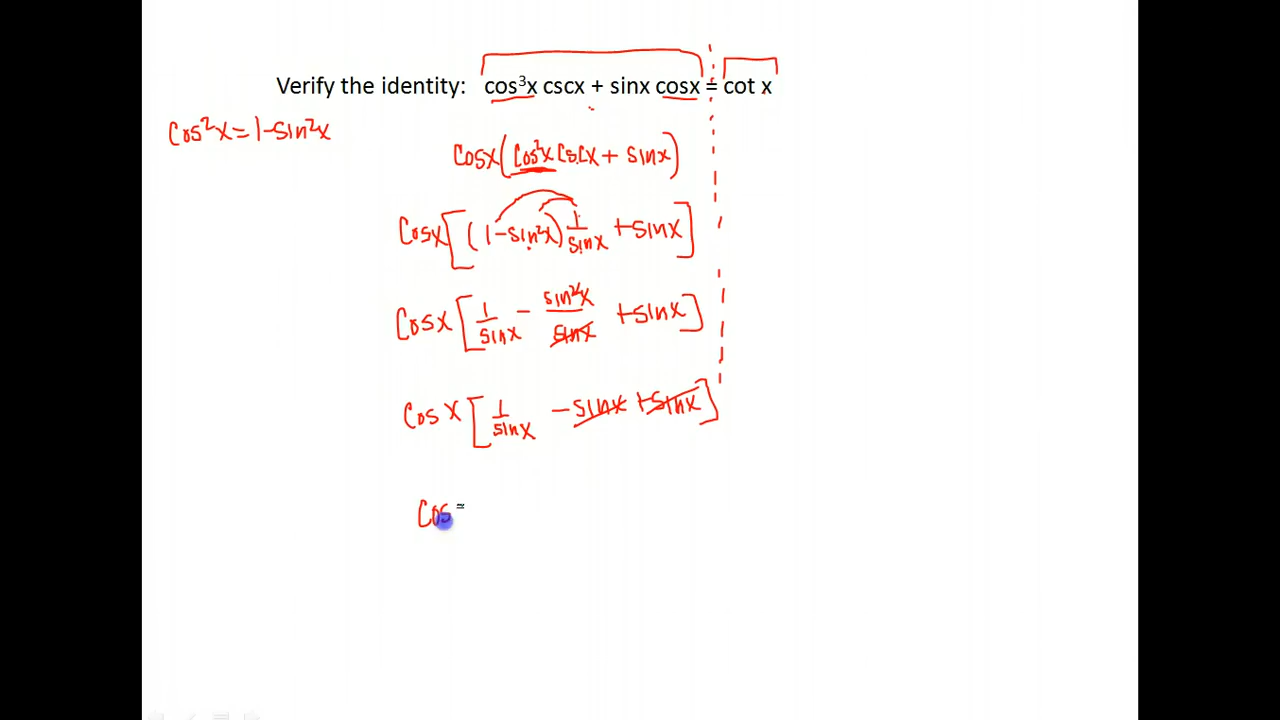 Verify the identity: cos³x cscx + sinx cosx = cot x
cos²x = 1-sin²x
cosx(cos²x cscx + sinx)
cosx[(1-sin²x) 1/sinx + sinx]
cosx[1/sinx - sin²x/sinx + sinx]
cosx[1/sinx - sinx + sinx]
cos =